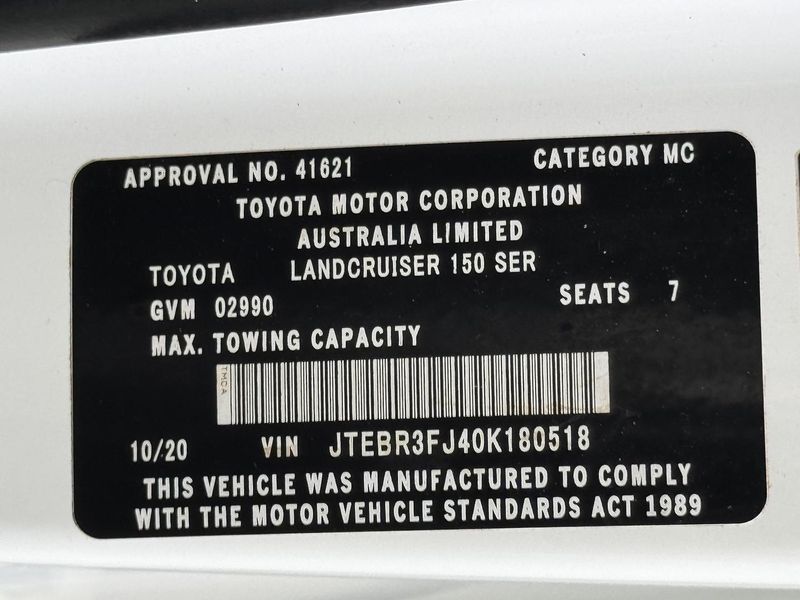 APPROVAL NO. 41621 CATEGORY MC
TOYOTA MOTOR CORPORATION
AUSTRALIA LIMITED
TOYOTA LANDCRUISER 150 SER
GVM 02990 SEATS 7
MAX. TOWING CAPACITY
TMCA
10/20 VIN JTEBR3FJ40K180518
THIS VEHICLE WAS MANUFACTURED TO COMPLY
WITH THE MOTOR VEHICLE STANDARDS ACT 1989